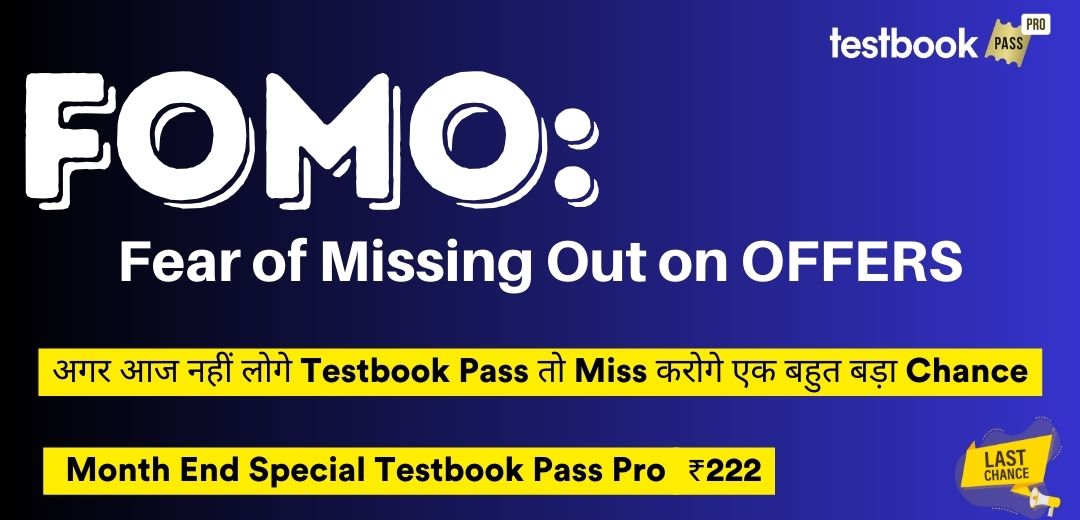 testbook PASS PRO
FOMO:
Fear of Missing Out on OFFERS
अगर आज नहीं लोगे Testbook Pass तो Miss करोगे एक बहुत बड़ा Chance
Month End Special Testbook Pass Pro ₹222
LAST
CHANCE